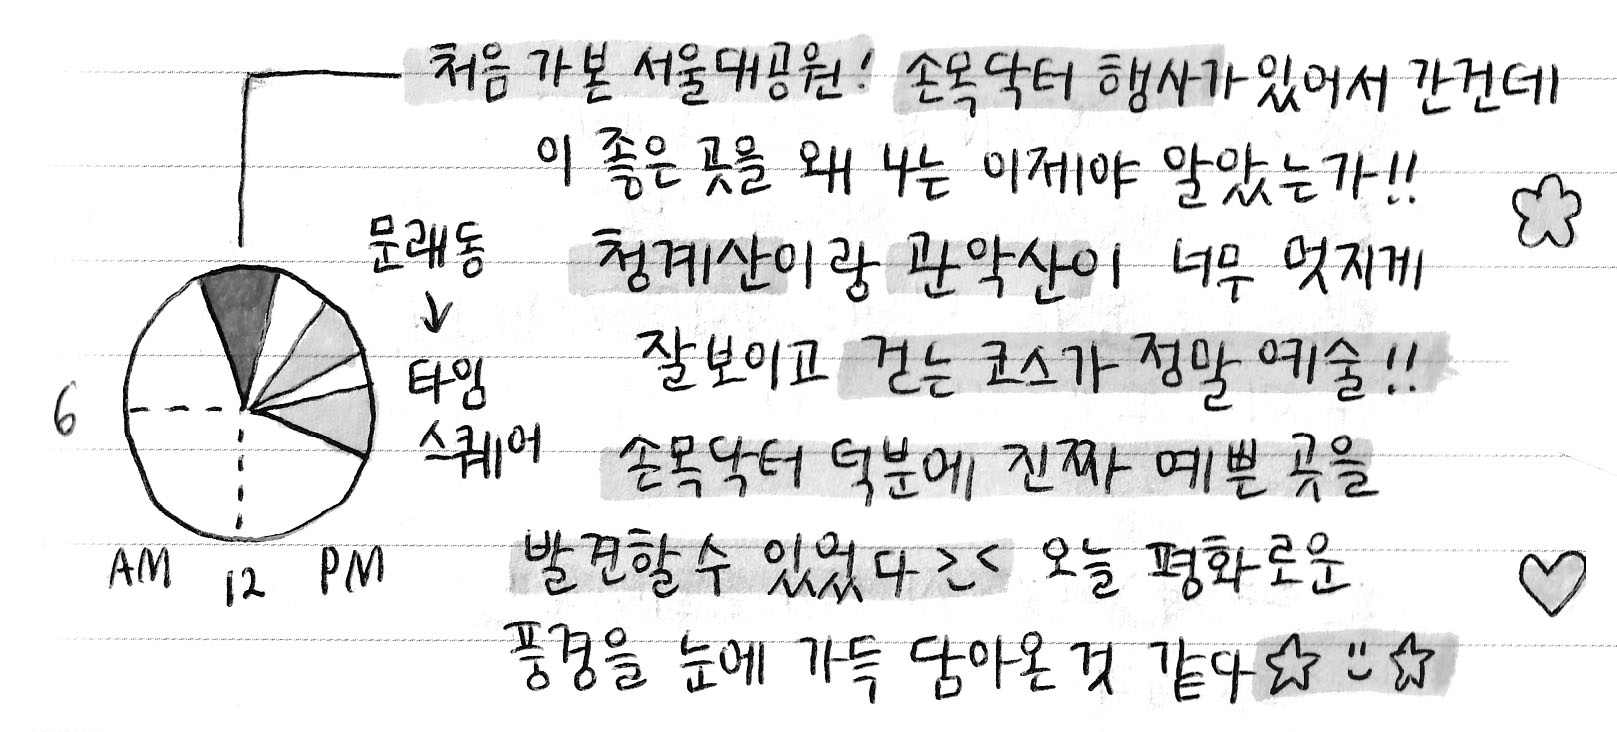 처음 가본 서울대공원! 손목닥터 행사가 있어서 간건데
이 좋은 곳을 왜 나는 이제야 알았는가!!
문래동
↓
타임
스퀘어
청계산이랑 관악산이 너무 멋지게
잘보이고 걷는 코스가 정말 예술!!
손목닥터 덕분에 진짜 예쁜 곳을
발견할 수 있었다 >.< 오늘 평화로운
풍경을 눈에 가득 담아온 것 같다☆ ¨̮ ☆
6
AM 12 PM